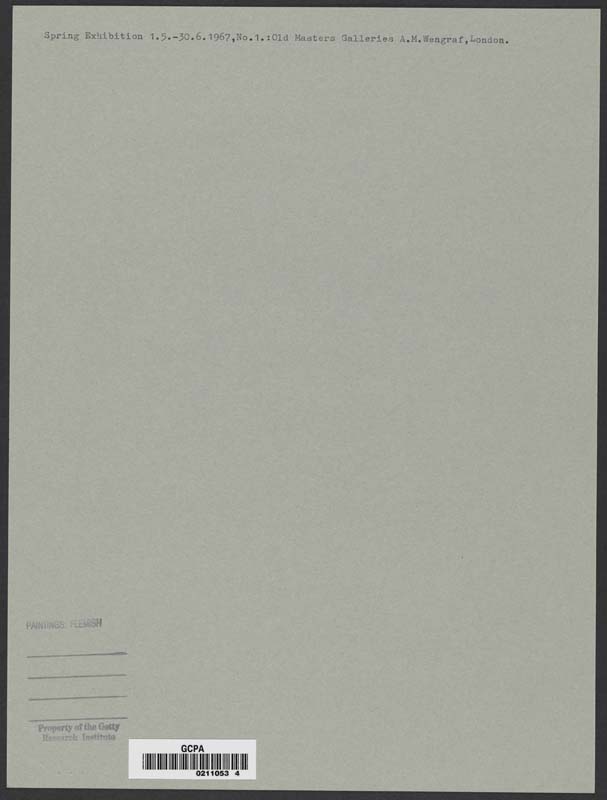 Spring Exhibition 1.5.-30.6.1967,No.1.:Old Masters Galleries A.M.Wengraf,London.
PAINTINGS: FLEMISH
Property of the Getty
Research Institute
GCPA
0211053 4